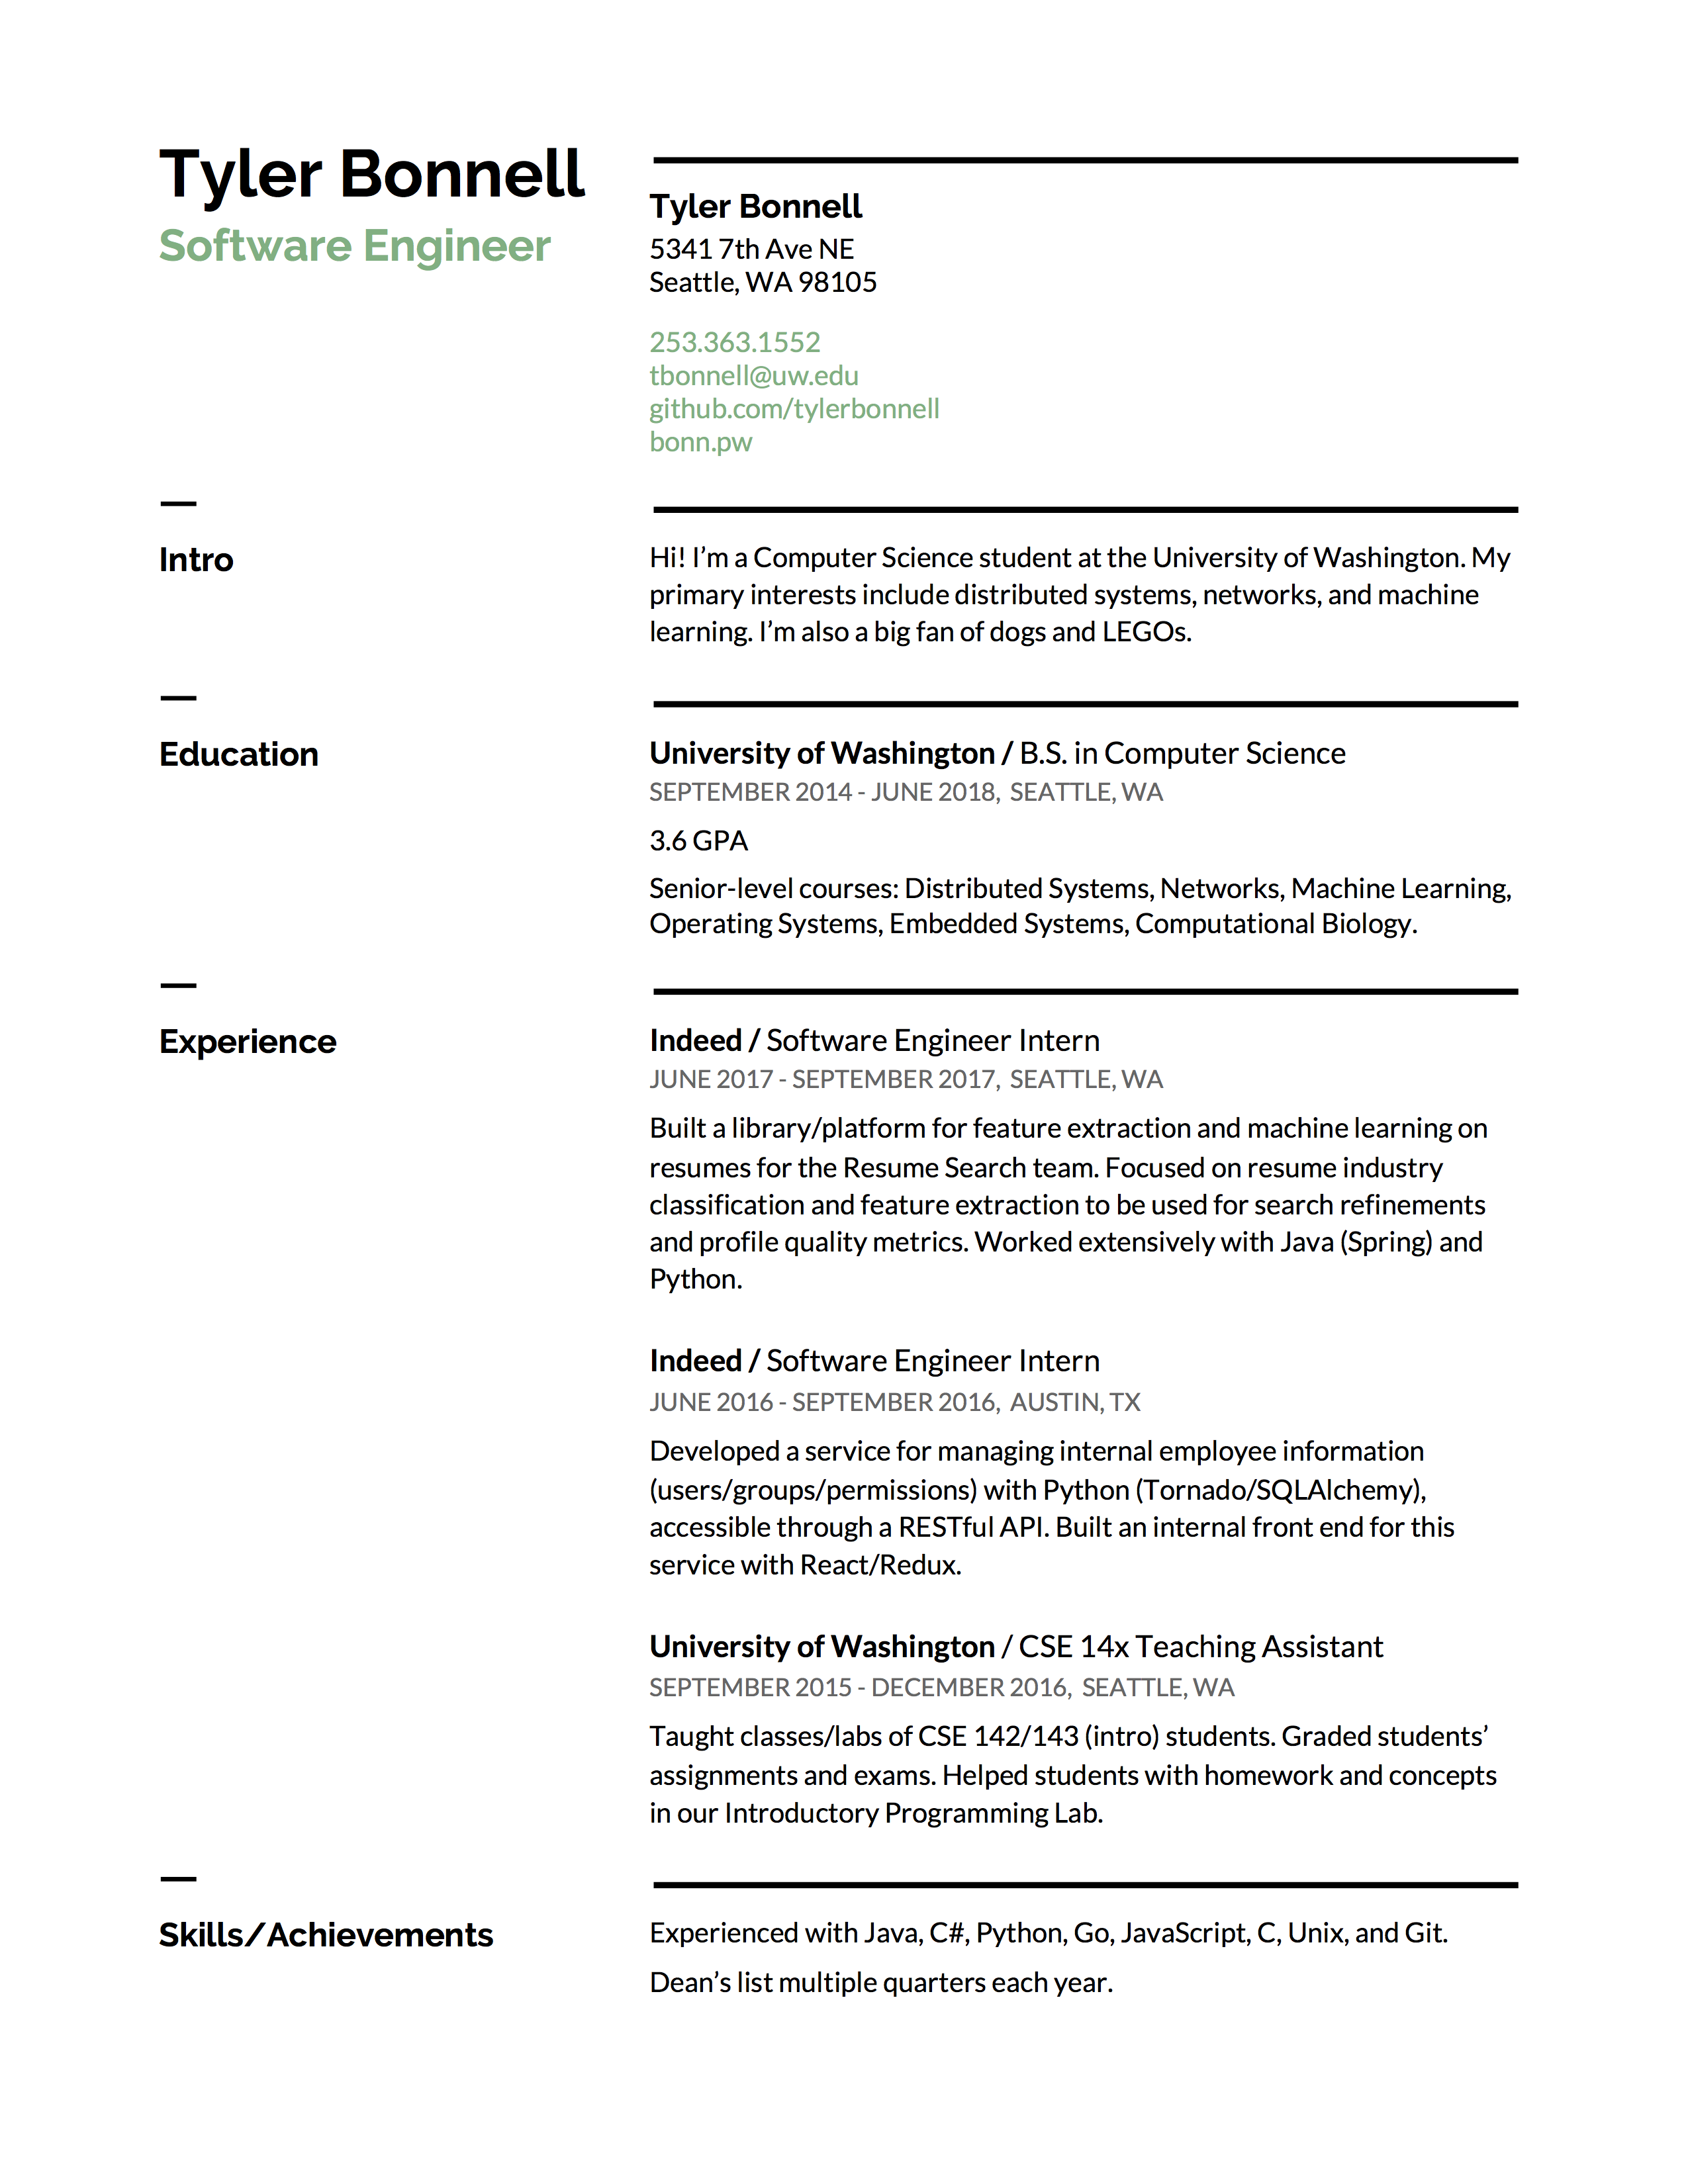 Tyler Bonnell
Software Engineer
Tyler Bonnell
5341 7th Ave NE
Seattle, WA 98105
253.363.1552
tbonnell@uw.edu
github.com/tylerbonnell
bonn.pw
Intro
Hi! I’m a Computer Science student at the University of Washington. My
primary interests include distributed systems, networks, and machine
learning. I’m also a big fan of dogs and LEGOs.
Education
University of Washington / B.S. in Computer Science
SEPTEMBER 2014 - JUNE 2018, SEATTLE, WA
3.6 GPA
Senior-level courses: Distributed Systems, Networks, Machine Learning,
Operating Systems, Embedded Systems, Computational Biology.
Experience
Indeed / Software Engineer Intern
JUNE 2017 - SEPTEMBER 2017, SEATTLE, WA
Built a library/platform for feature extraction and machine learning on
resumes for the Resume Search team. Focused on resume industry
classification and feature extraction to be used for search refinements
and profile quality metrics. Worked extensively with Java (Spring) and
Python.
Indeed / Software Engineer Intern
JUNE 2016 - SEPTEMBER 2016, AUSTIN, TX
Developed a service for managing internal employee information
(users/groups/permissions) with Python (Tornado/SQLAlchemy),
accessible through a RESTful API. Built an internal front end for this
service with React/Redux.
University of Washington / CSE 14x Teaching Assistant
SEPTEMBER 2015 - DECEMBER 2016, SEATTLE, WA
Taught classes/labs of CSE 142/143 (intro) students. Graded students’
assignments and exams. Helped students with homework and concepts
in our Introductory Programming Lab.
Skills/Achievements
Experienced with Java, C#, Python, Go, JavaScript, C, Unix, and Git.
Dean’s list multiple quarters each year.